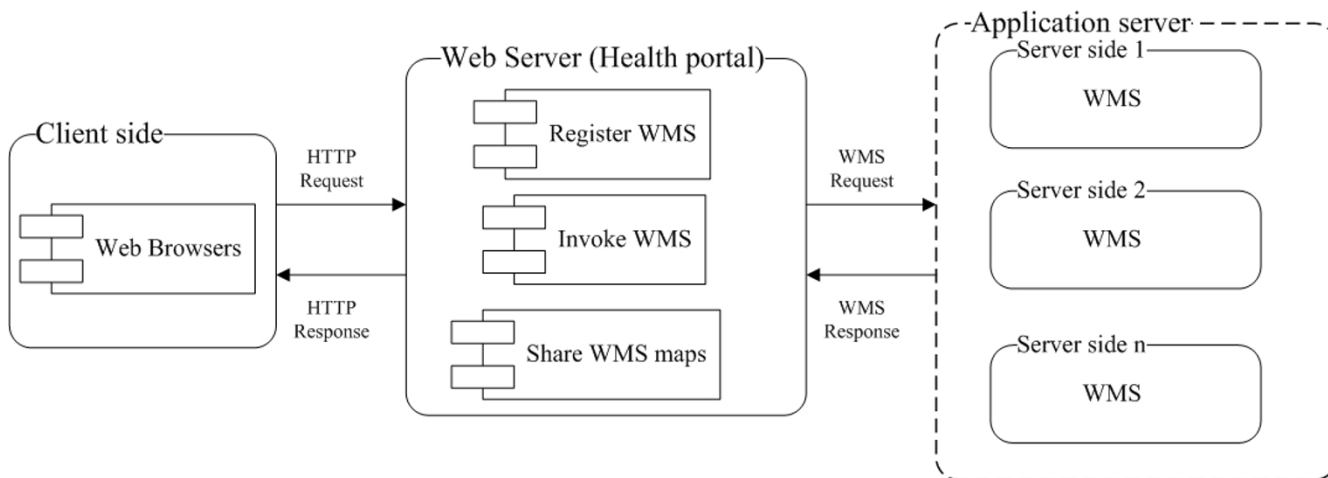 Client side
Web Browsers
HTTP
Request
HTTP
Response
Web Server (Health portal)
Register WMS
Invoke WMS
Share WMS maps
WMS
Request
WMS
Response
Application server
Server side 1
WMS
Server side 2
WMS
Server side n
WMS